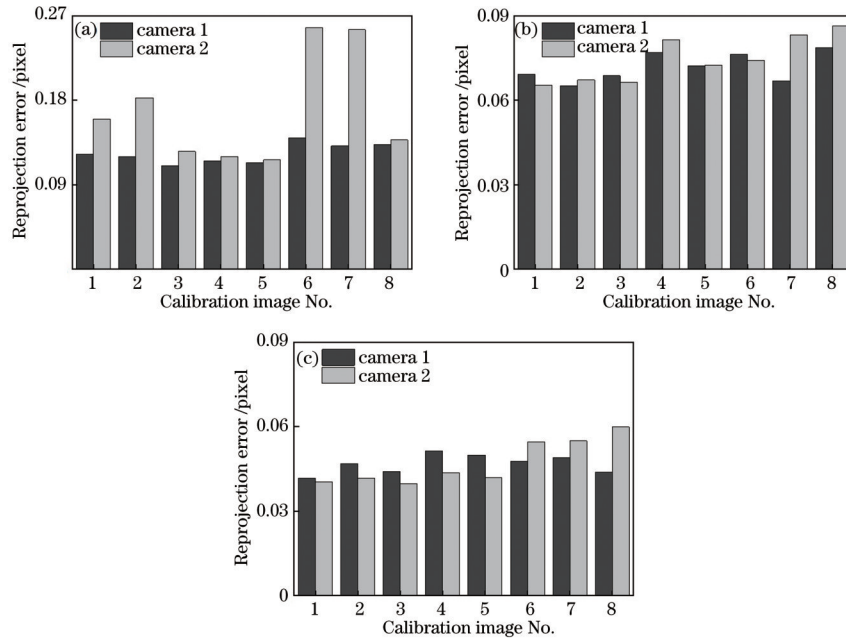 (a)
camera 1
camera 2
0.27
0.18
0.09
Reprojection error /pixel
1 2 3 4 5 6 7 8
Calibration image No.
(b)
camera 1
camera 2
0.09
0.06
0.03
0
Reprojection error /pixel
1 2 3 4 5 6 7 8
Calibration image No.
(c)
camera 1
camera 2
0.09
0.06
0.03
0
Reprojection error /pixel
1 2 3 4 5 6 7 8
Calibration image No.